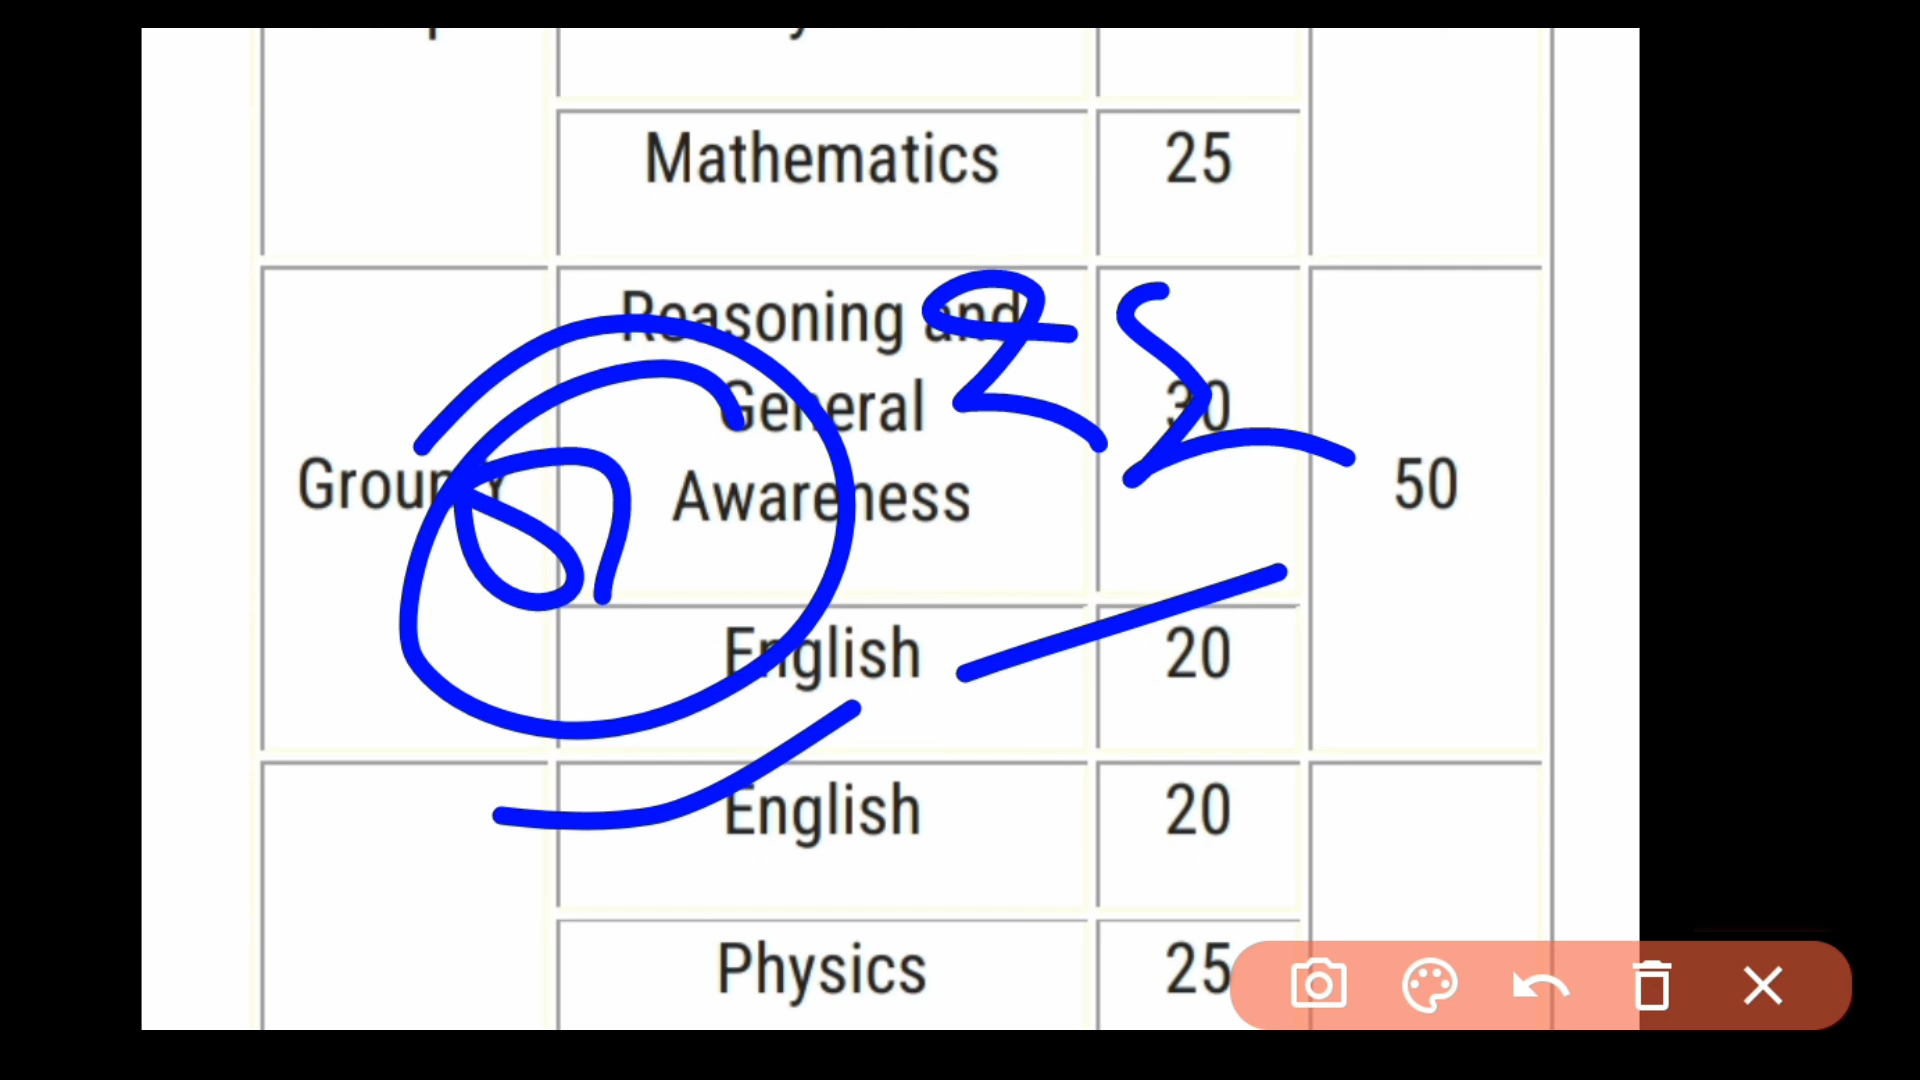 Mathematics 25
Reasoning and
General 30
Awareness
Group Y 50
English 20
English 20
Physics 25